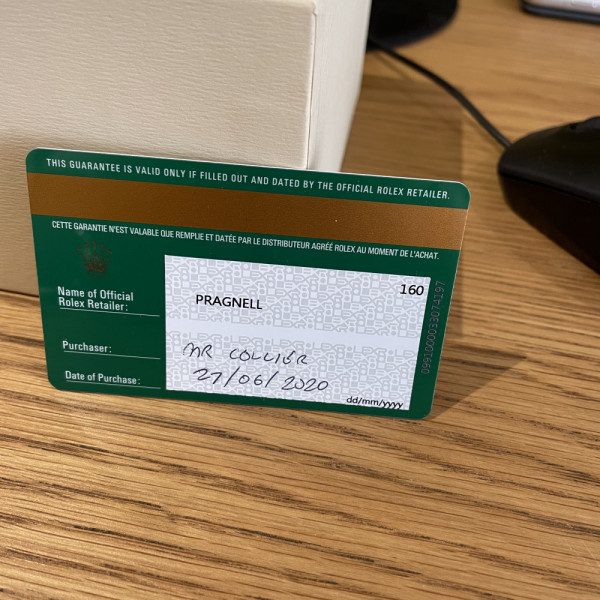 THIS GUARANTEE IS VALID ONLY IF FILLED OUT AND DATED BY THE OFFICIAL ROLEX RETAILER.
CETTE GARANTIE N'EST VALABLE QUE REMPLIE ET DATÉE PAR LE DISTRIBUTEUR AGRÉÉ ROLEX AU MOMENT DE L'ACHAT.
160
Name of Official
Rolex Retailer:
PRAGNELL
0991000033074197
Purchaser:
MR COLLIER
Date of Purchase:
27/06/2020
dd/mm/yyyy